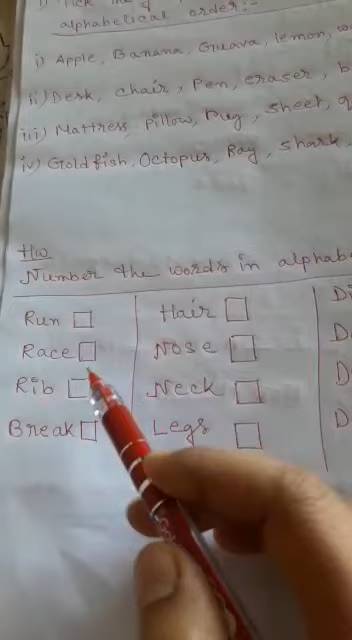 alphabetical order:-
i) Apple, Banana, Guava, lemon,
ii) Desk, chair, Pen, eraser, b
iii) Mattress, Pillow, Rug, sheet, q
iv) Goldfish, Octopus, Ray, shark,
HW
Number the words in alphab
Run Hair D
Race Nose D
Rib Neck D
Break Legs D